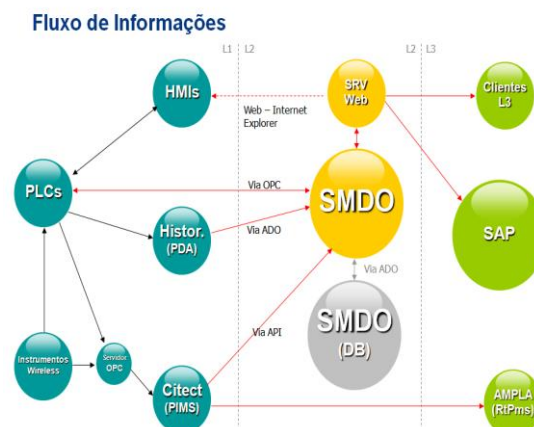 Fluxo de Informações
L1 L2
L2 L3
HMIs
SRV
Web
Clientes
L3
Web – Internet
Explorer
PLCs
Via OPC
SMDO
Histor.
(PDA)
Via ADO
SAP
Via ADO
SMDO
(DB)
Via API
Instrumentos
Wireless
Servidor
OPC
Citect
(PIMS)
AMPLA
(RtPms)